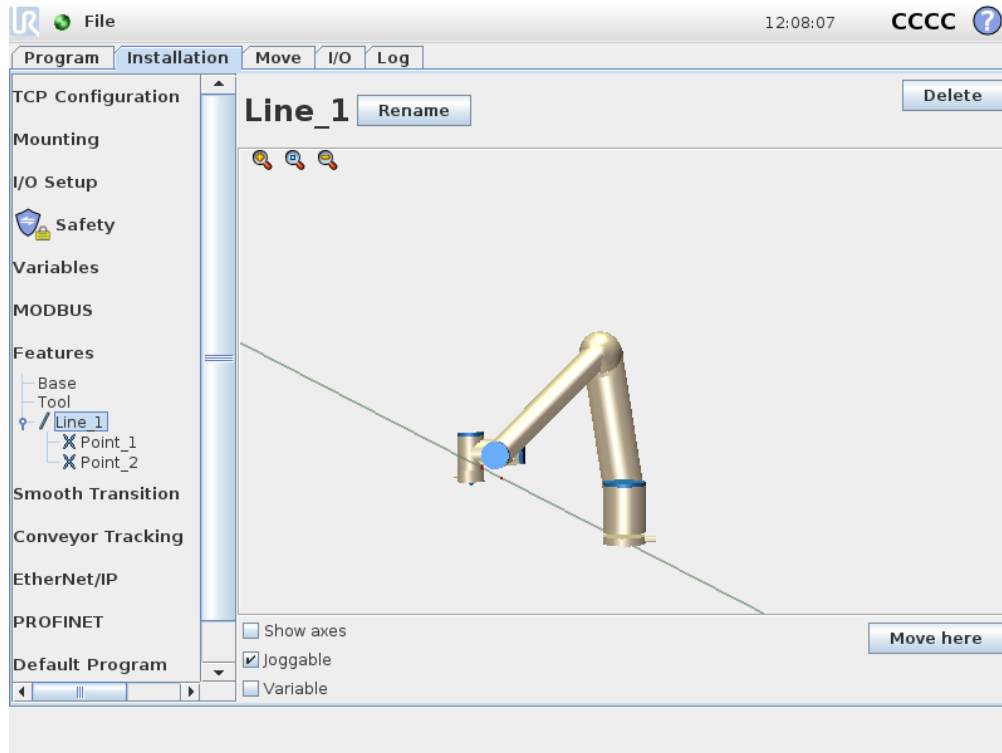 UR File 12:08:07 CCCC ?
Program Installation Move I/O Log
TCP Configuration
Mounting
I/O Setup
Safety
Variables
MODBUS
Features
Base
Tool
Line_1
Point_1
Point_2
Smooth Transition
Conveyor Tracking
EtherNet/IP
PROFINET
Default Program
Line_1 Rename Delete
Show axes
Joggable
Variable
Move here